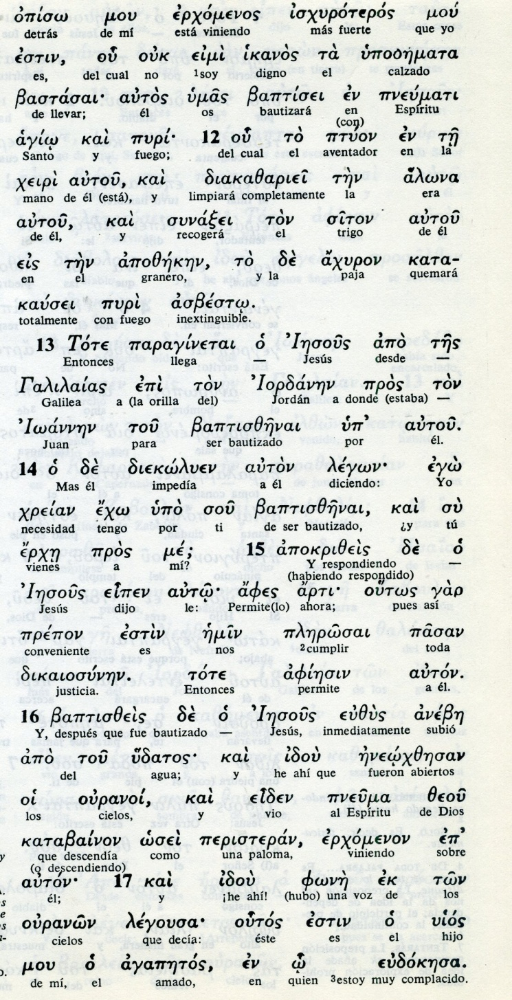 ὀπίσω μου ἐρχόμενος ἰσχυρότερός μού
detrás de mí está viniendo más fuerte que yo
ἐστιν, οὗ οὐκ εἰμὶ ἱκανὸς τὰ ὑποδήματα
es, del cual no 1soy digno el calzado
βαστάσαι· αὐτὸς ὑμᾶς βαπτίσει ἐν πνεύματι
de llevar; él os bautizará en Espíritu
(con)
ἁγίῳ καὶ πυρί· 12 οὗ τὸ πτύον ἐν τῇ
Santo y fuego; del cual el aventador en la
χειρὶ αὐτοῦ, καὶ διακαθαριεῖ τὴν ἅλωνα
mano de él (está), y limpiará completamente la era
αὐτοῦ, καὶ συνάξει τὸν σῖτον αὐτοῦ
de él, y recogerá el trigo de él
εἰς τὴν ἀποθήκην, τὸ δὲ ἄχυρον κατα-
en el granero, y la paja quemará
καύσει πυρὶ ἀσβέστῳ.
totalmente con fuego inextinguible.
13 Τότε παραγίνεται ὁ Ἰησοῦς ἀπὸ τῆς
Entonces llega — Jesús desde —
Γαλιλαίας ἐπὶ τὸν Ἰορδάνην πρὸς τὸν
Galilea a (la orilla del) Jordán a donde (estaba) —
Ἰωάννην τοῦ βαπτισθῆναι ὑπ' αὐτοῦ.
Juan para ser bautizado por él.
14 ὁ δὲ διεκώλυεν αὐτὸν λέγων· ἐγὼ
Mas él impedía a él diciendo: Yo
χρείαν ἔχω ὑπὸ σοῦ βαπτισθῆναι, καὶ σὺ
necesidad tengo por ti de ser bautizado, ¿y tú
ἔρχῃ πρὸς μέ; 15 ἀποκριθεὶς δὲ ὁ
vienes a mí? Y respondiendo —
(habiendo respondido)
Ἰησοῦς εἶπεν αὐτῷ· ἄφες ἄρτι· οὕτως γὰρ
Jesús dijo le: Permite(lo) ahora; pues así
πρέπον ἐστὶν ἡμῖν πληρῶσαι πᾶσαν
conveniente es nos 2cumplir toda
δικαιοσύνην. τότε ἀφίησιν αὐτόν.
justicia. Entonces permite a él.
16 βαπτισθεὶς δὲ ὁ Ἰησοῦς εὐθὺς ἀνέβη
Y, después que fue bautizado — Jesús, inmediatamente subió
ἀπὸ τοῦ ὕδατος· καὶ ἰδοὺ ἠνεῴχθησαν
del agua; y he ahí que fueron abiertos
οἱ οὐρανοί, καὶ εἶδεν πνεῦμα θεοῦ
los cielos, y vio al Espíritu de Dios
καταβαῖνον ὡσεὶ περιστεράν, ἐρχόμενον ἐπ'
que descendía como una paloma, viniendo sobre
(o descendiendo)
αὐτόν· 17 καὶ ἰδοὺ φωνὴ ἐκ τῶν
él; y ¡he ahí! (hubo) una voz de los
οὐρανῶν λέγουσα· οὗτός ἐστιν ὁ υἱός
cielos que decía: éste es el hijo
μου ὁ ἀγαπητός, ἐν ᾧ εὐδόκησα.
de mí, el amado, en quien 3estoy muy complacido.